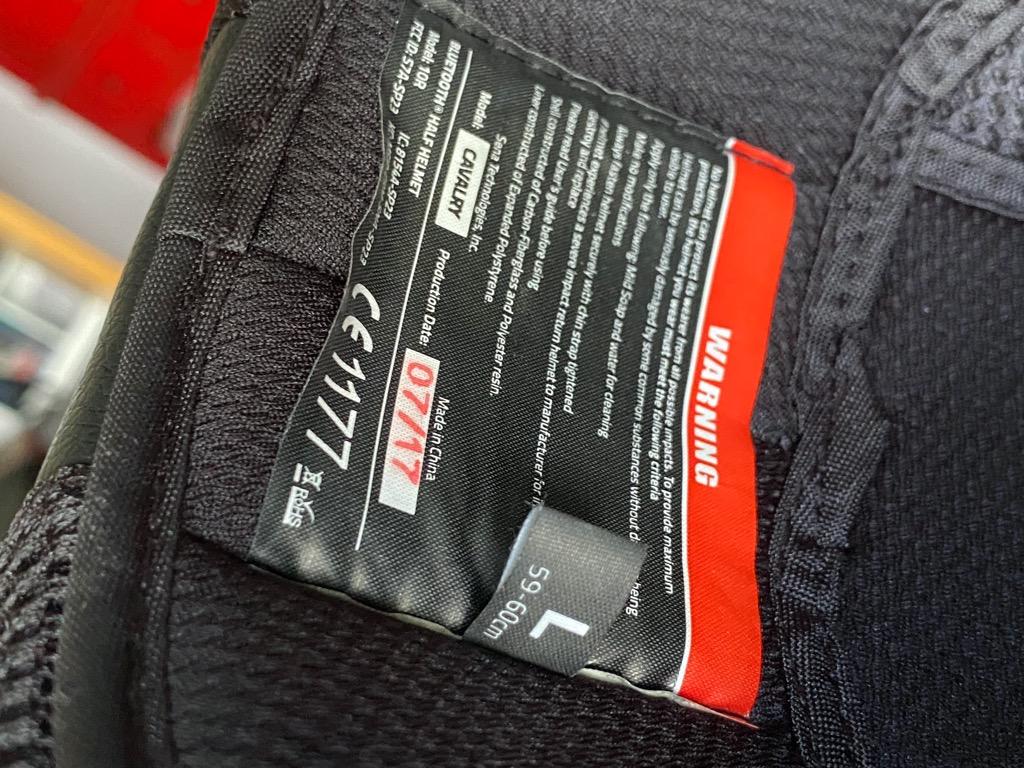 WARNING
No helmet can protect its wearer from all possible impacts. To provide maximum
protection, the helmet you wear must meet the following criteria
Helmet can be seriously damaged by some common substances without
visible to user.
Apply only the following: Mild Soap and water for cleaning
Make no modifications
Always Fasten helmet securely with chin strap tightened
If helmet experiences a severe impact return helmet to manufacturer for
destroy and replace
Please read User's guide before using
Shell constructed of Carbon-Fiberglass and Polyester resin.
Liner constructed of Expanded Polystyrene
Sena Technologies, Inc.
Made in China
Model: CAVALRY Production Date: 07/17
BLUETOOTH HALF HELMET
Model: 10R
FCC ID: S7A-SP23 IC: 8154A-SP23
CE1177
RoHS
L
59-60cm